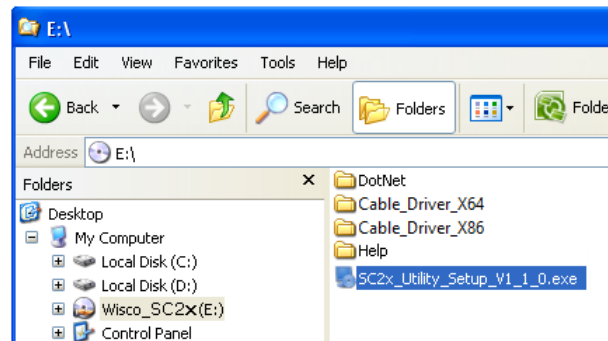 E:\
File Edit View Favorites Tools Help
Back Search Folders Folde
Address E:\
Folders
Desktop
My Computer
Local Disk (C:)
Local Disk (D:)
Wisco_SC2x(E:)
Control Panel
DotNet
Cable_Driver_X64
Cable_Driver_X86
Help
SC2x_Utility_Setup_V1_1_0.exe